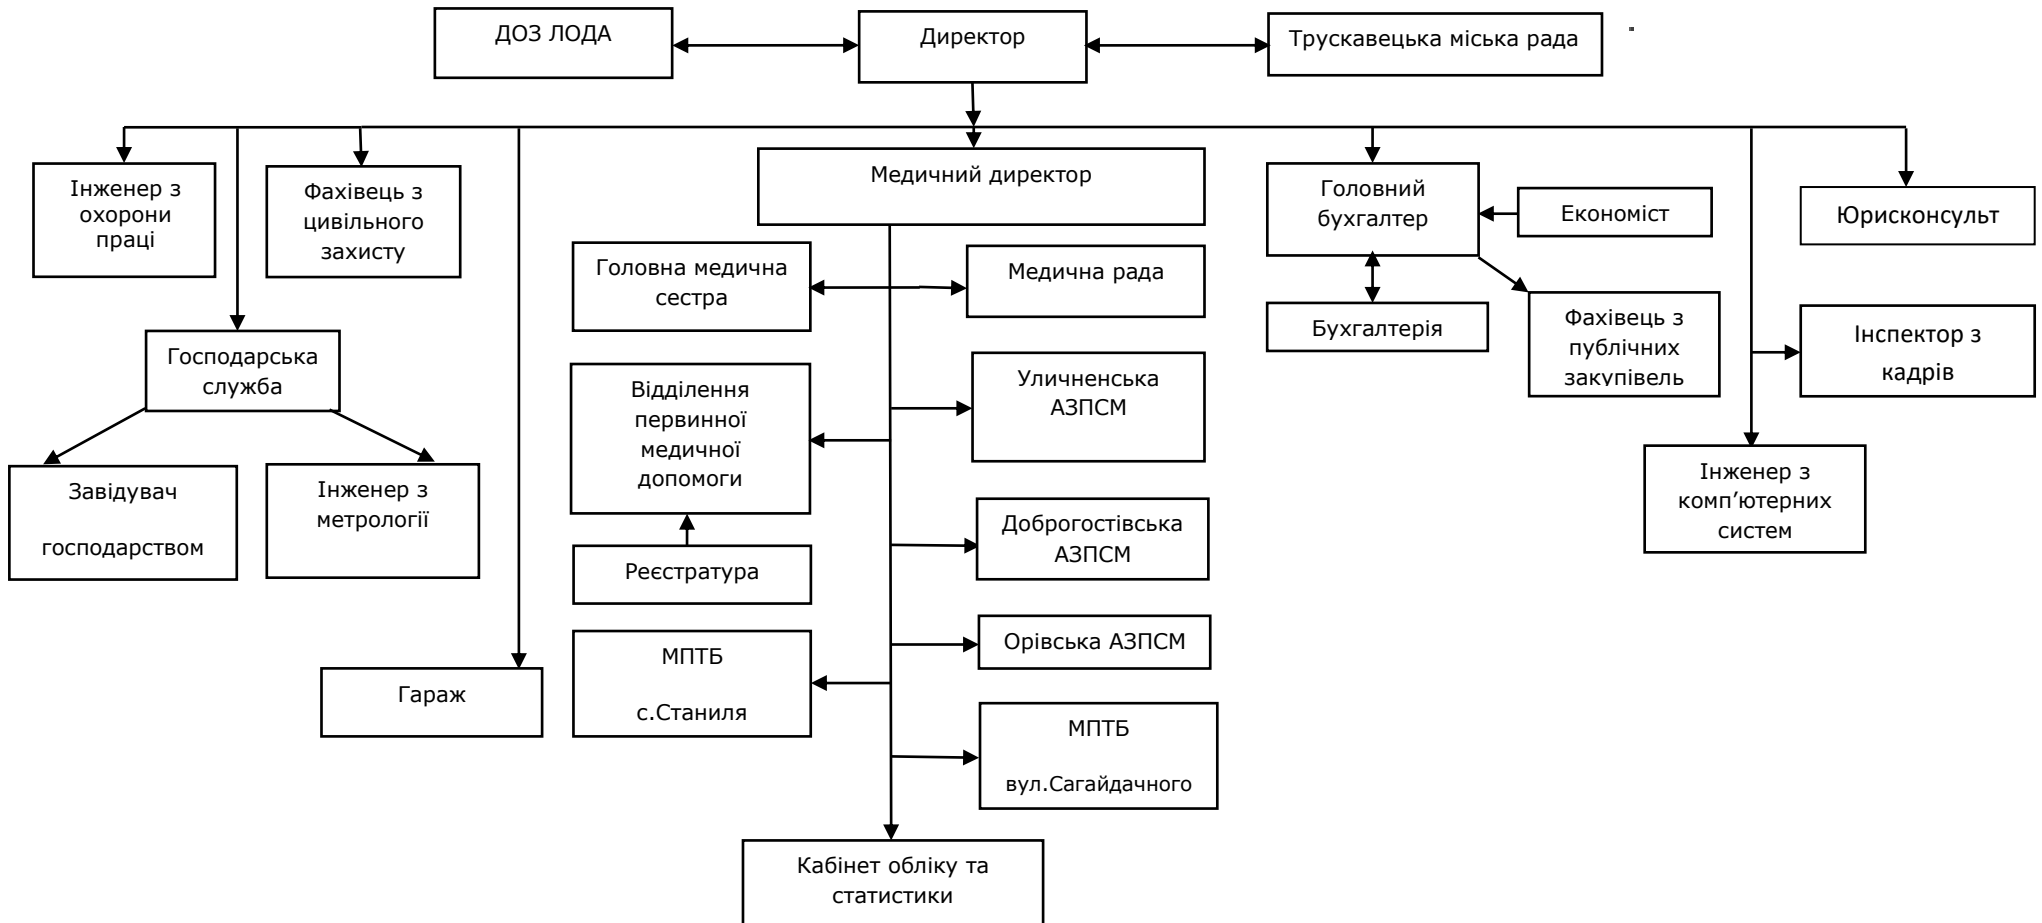 ДОЗ ЛОДА
Директор
Трускавецька міська рада
Інженер з
охорони
праці
Фахівець з
цивільного
захисту
Медичний директор
Головний
бухгалтер
Економіст
Юрисконсульт
Головна медична
сестра
Медична рада
Бухгалтерія
Фахівець з
публічних
закупівель
Інспектор з
кадрів
Господарська
служба
Відділення
первинної
медичної
допомоги
Уличненська
АЗПСМ
Завідувач
господарством
Інженер з
метрології
Інженер з
комп’ютерних
систем
Доброгостівська
АЗПСМ
Реєстратура
Орівська АЗПСМ
Гараж
МПТБ
с.Станиля
МПТБ
вул.Сагайдачного
Кабінет обліку та
статистики